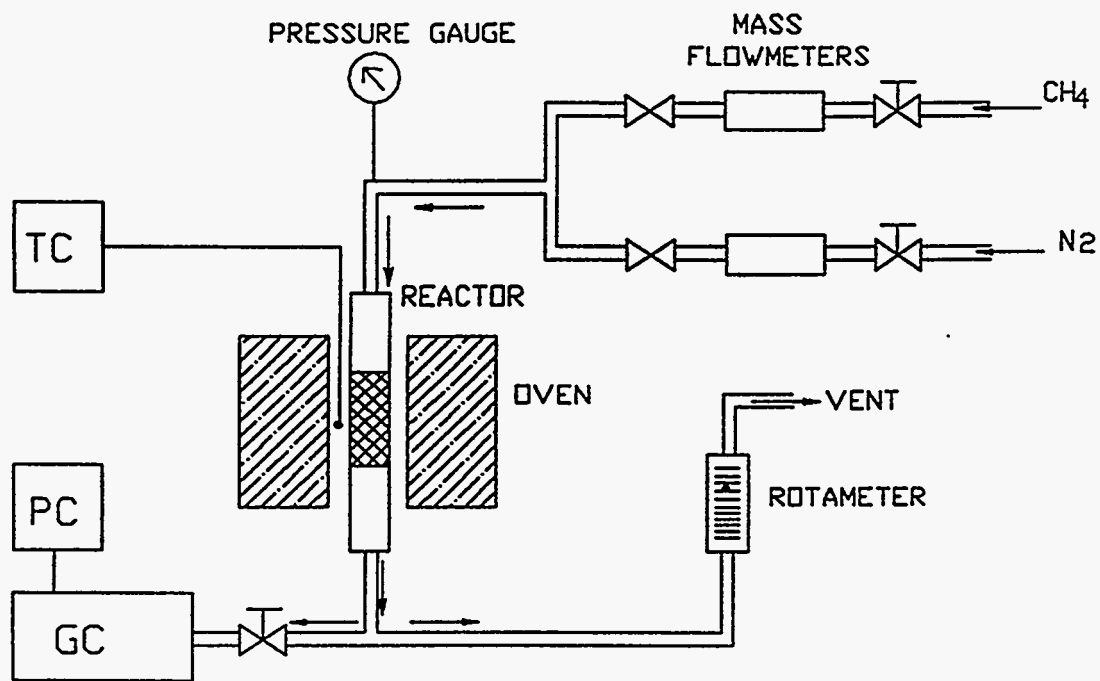 PRESSURE GAUGE
MASS
FLOWMETERS
CH4
N2
TC
REACTOR
OVEN
VENT
ROTAMETER
PC
GC